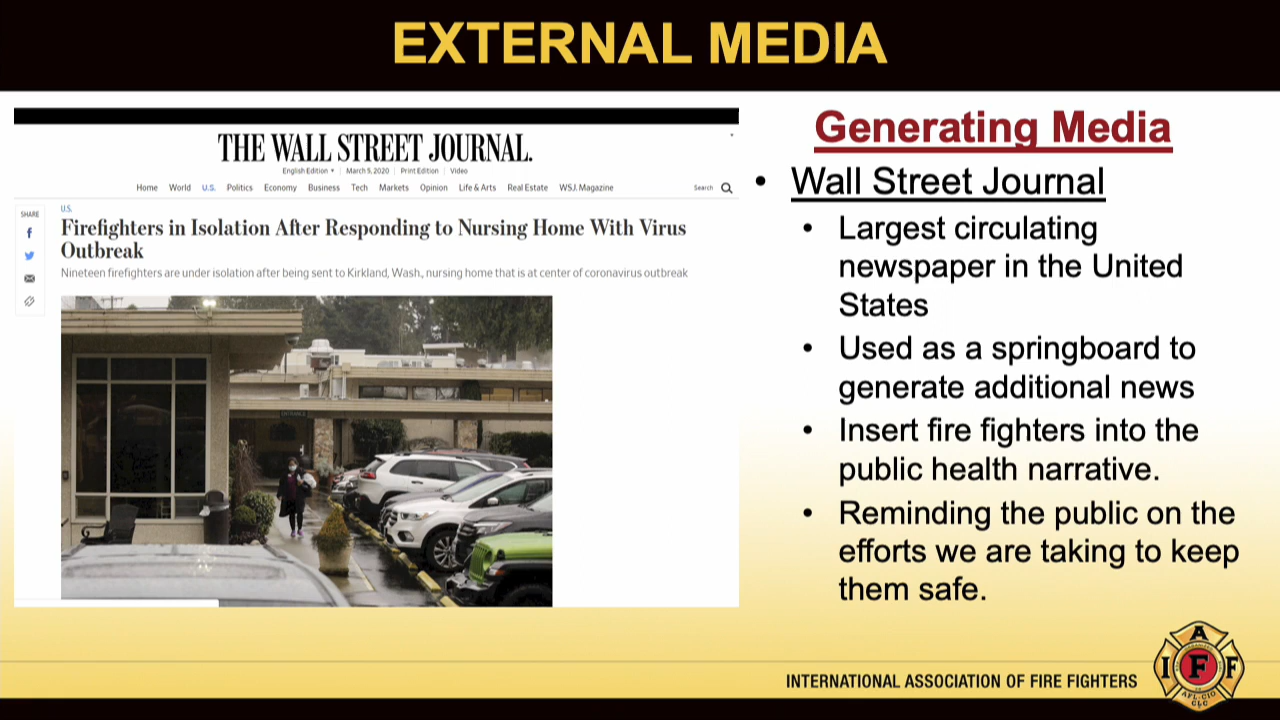 EXTERNAL MEDIA
THE WALL STREET JOURNAL.
English Edition
March 5, 2020
Print Edition
Video
Home World U.S. Politics Economy Business Tech Markets Opinion Life & Arts Real Estate WSJ. Magazine
Search
SHARE
U.S.
Firefighters in Isolation After Responding to Nursing Home With Virus
Outbreak
Nineteen firefighters are under isolation after being sent to Kirkland, Wash., nursing home that is at center of coronavirus outbreak
ENTRANCE
Generating Media
• Wall Street Journal
• Largest circulating
newspaper in the United
States
• Used as a springboard to
generate additional news
• Insert fire fighters into the
public health narrative.
• Reminding the public on the
efforts we are taking to keep
them safe.
INTERNATIONAL ASSOCIATION OF FIRE FIGHTERS
I A F F
AFL-CIO
CLC